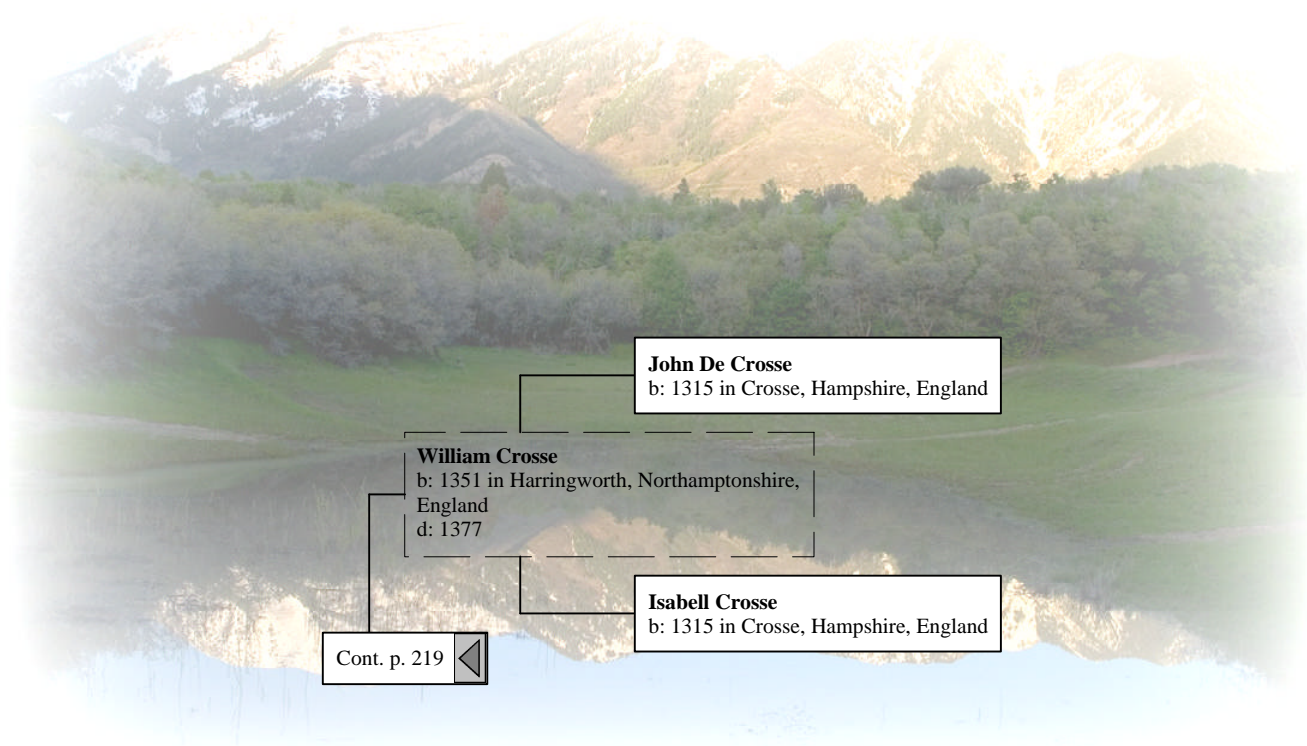 John De Crosse
b: 1315 in Crosse, Hampshire, England
William Crosse
b: 1351 in Harringworth, Northamptonshire,
England
d: 1377
Isabell Crosse
b: 1315 in Crosse, Hampshire, England
Cont. p. 219